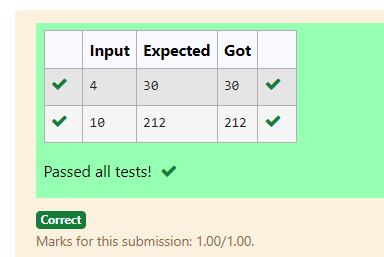 Input Expected Got
4 30 30
10 212 212
Passed all tests!
Correct
Marks for this submission: 1.00/1.00.